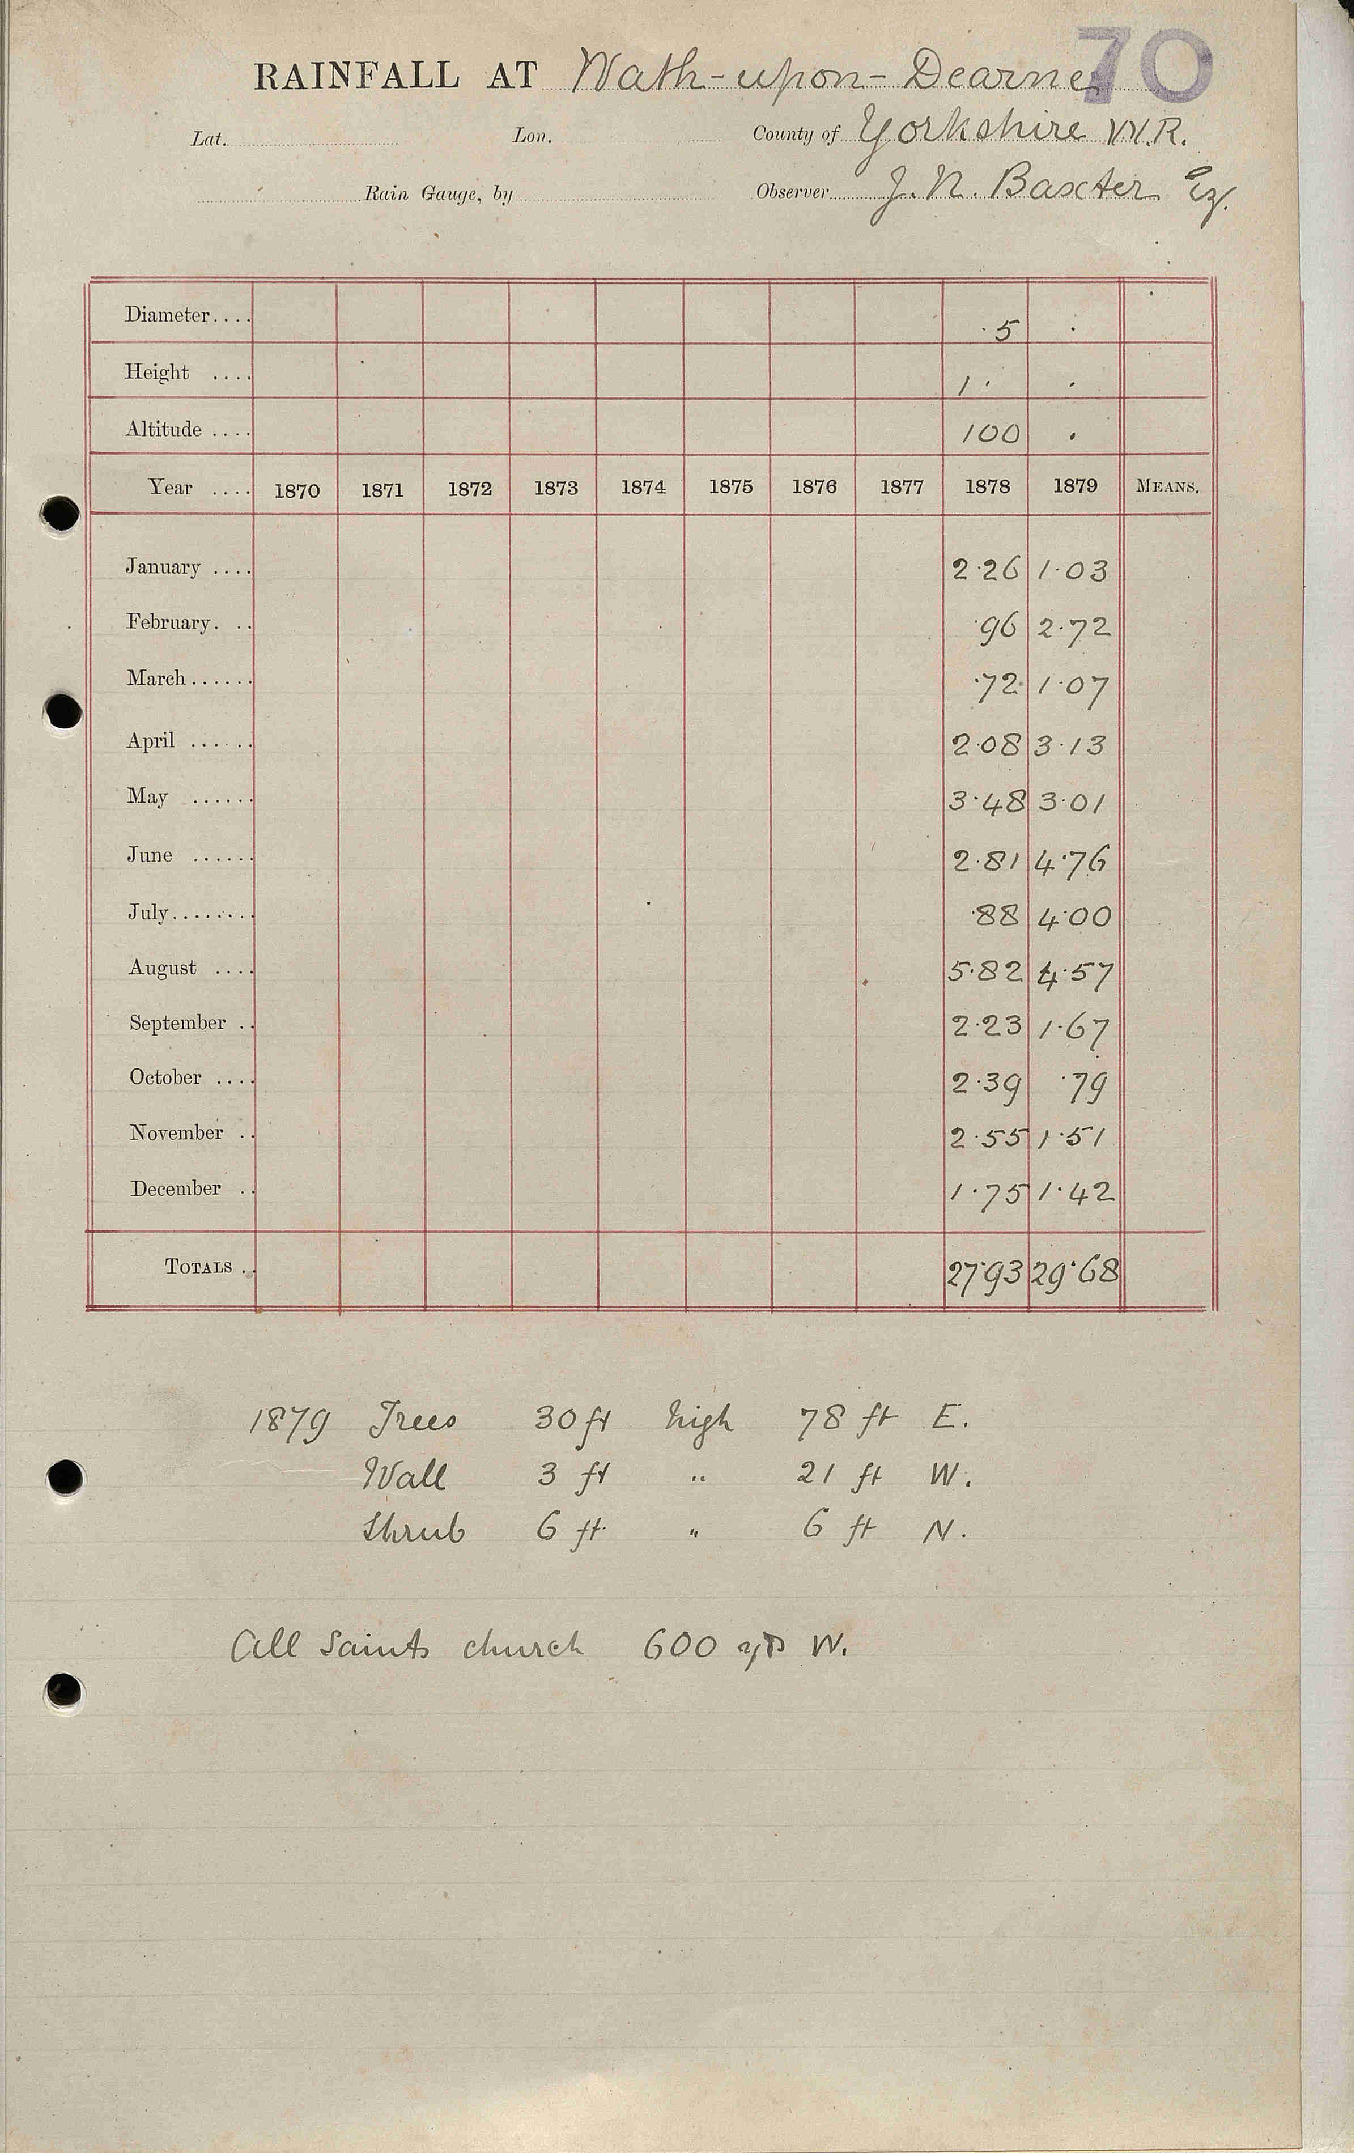 70
RAINFALL AT Wath-upon-Dearne
Lat. Lon. County of Yorkshire W.R.
Rain Gauge, by Observer J. N. Baxter Esq.
Diameter.... ·5 ·
Height .... 1· ·
Altitude .... 100 ·
Year .... 1870 1871 1872 1873 1874 1875 1876 1877 1878 1879 MEANS.
January .... 2·26 1·03
February. .. ·96 2·72
March...... ·72 1·07
April ...... 2·08 3·13
May ...... 3·48 3·01
June ...... 2·81 4·76
July........ ·88 4·00
August .... 5·82 4·57
September .. 2·23 1·67
October .... 2·39 ·79
November .. 2·55 1·51
December .. 1·75 1·42
TOTALS .. 27·93 29·68
1879 Trees 30 ft high 78 ft E.
Wall 3 ft " 21 ft W.
Shrub 6 ft " 6 ft N.
All Saints church 600 yds W.